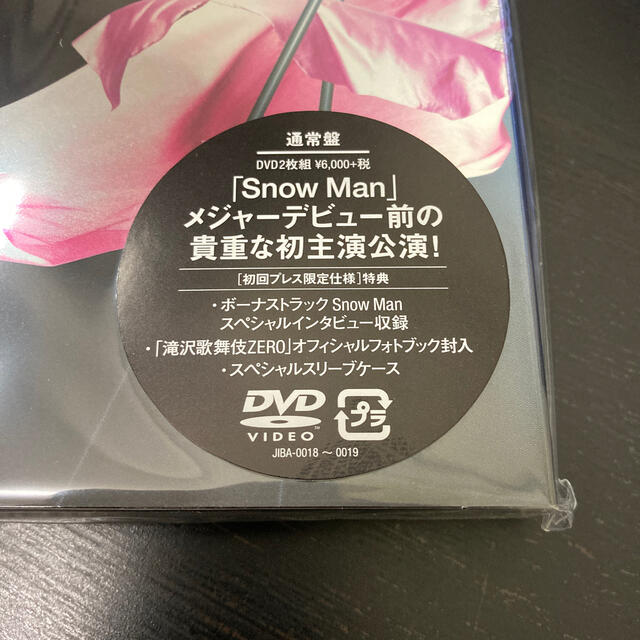 通常盤
DVD2枚組 ¥6,000+税
「Snow Man」
メジャーデビュー前の
貴重な初主演公演!
[初回プレス限定仕様]特典
・ボーナストラック Snow Man
スペシャルインタビュー収録
・「滝沢歌舞伎ZERO」オフィシャルフォトブック封入
・スペシャルスリーブケース
DVD
VIDEO
プラ
JIBA-0018 ~ 0019